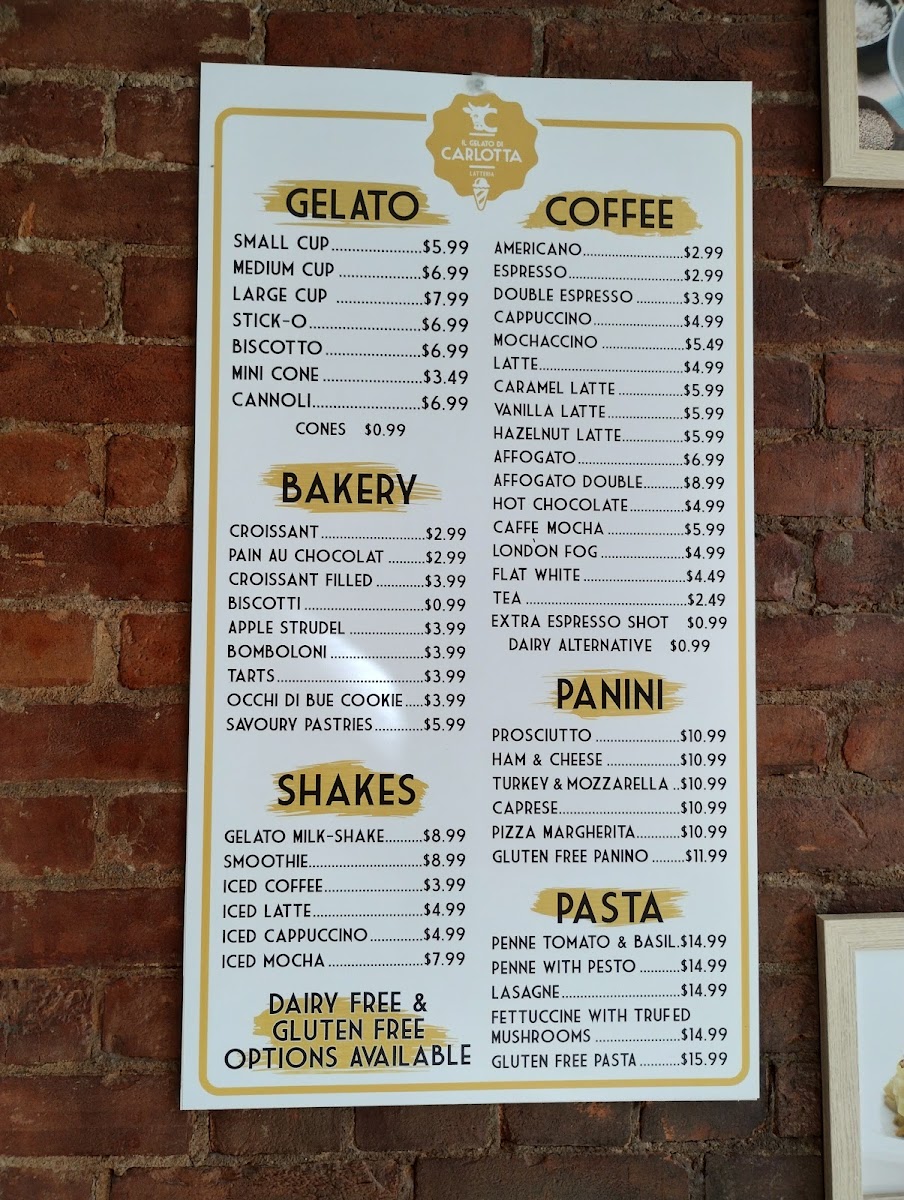 IL GELATO DI
CARLOTTA
LATTERIA
GELATO
SMALL CUP......................$5.99
MEDIUM CUP ....................$6.99
LARGE CUP .....................$7.99
STICK-O...........................$6.99
BISCOTTO.......................$6.99
MINI CONE ........................$3.49
CANNOLI..........................$6.99
CONES $0.99
BAKERY
CROISSANT..........................$2.99
PAIN AU CHOCOLAT .........$2.99
CROISSANT FILLED............$3.99
BISCOTTI..............................$0.99
APPLE STRUDEL...................$3.99
BOMBOLONI.......................$3.99
TARTS....................................$3.99
OCCHI DI BUE COOKIE.....$3.99
SAVOURY PASTRIES............$5.99
SHAKES
GELATO MILK-SHAKE.........$8.99
SMOOTHIE............................$8.99
ICED COFFEE........................$3.99
ICED LATTE...........................$4.99
ICED CAPPUCCINO.............$4.99
ICED MOCHA .......................$7.99
DAIRY FREE &
GLUTEN FREE
OPTIONS AVAILABLE
COFFEE
AMERICANO........................$2.99
ESPRESSO............................$2.99
DOUBLE ESPRESSO ...........$3.99
CAPPUCCINO......................$4.99
MOCHACCINO ....................$5.49
LATTE...................................$4.99
CARAMEL LATTE ................$5.99
VANILLA LATTE...................$5.99
HAZELNUT LATTE...............$5.99
AFFOGATO..........................$6.99
AFFOGATO DOUBLE..........$8.99
HOT CHOCOLATE..............$4.99
CAFFE MOCHA ...................$5.99
LONDON FOG.....................$4.99
FLAT WHITE.........................$4.49
TEA .......................................$2.49
EXTRA ESPRESSO SHOT $0.99
DAIRY ALTERNATIVE $0.99
PANINI
PROSCIUTTO .....................$10.99
HAM & CHEESE ..................$10.99
TURKEY & MOZZARELLA ..$10.99
CAPRESE.............................$10.99
PIZZA MARGHERITA...........$10.99
GLUTEN FREE PANINO ........$11.99
PASTA
PENNE TOMATO & BASIL.$14.99
PENNE WITH PESTO ..........$14.99
LASAGNE.............................$14.99
FETTUCCINE WITH TRUFED
MUSHROOMS .....................$14.99
GLUTEN FREE PASTA ..........$15.99